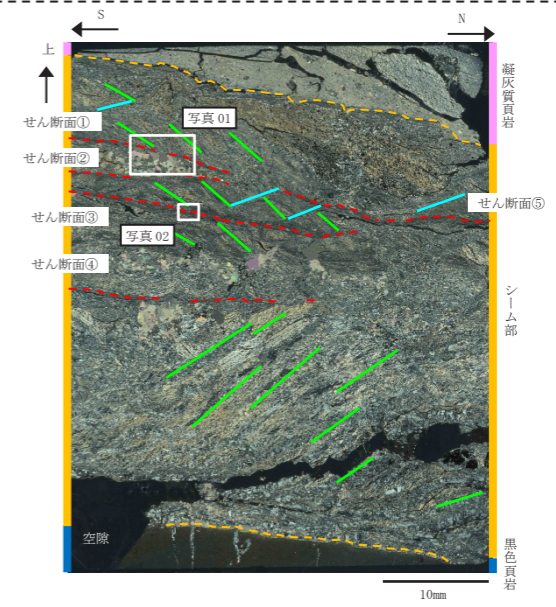 S
N
上
せん断面①
せん断面②
せん断面③
せん断面④
せん断面⑤
写真 01
写真 02
凝灰質頁岩
シーム部
黒色頁岩
空隙
10mm